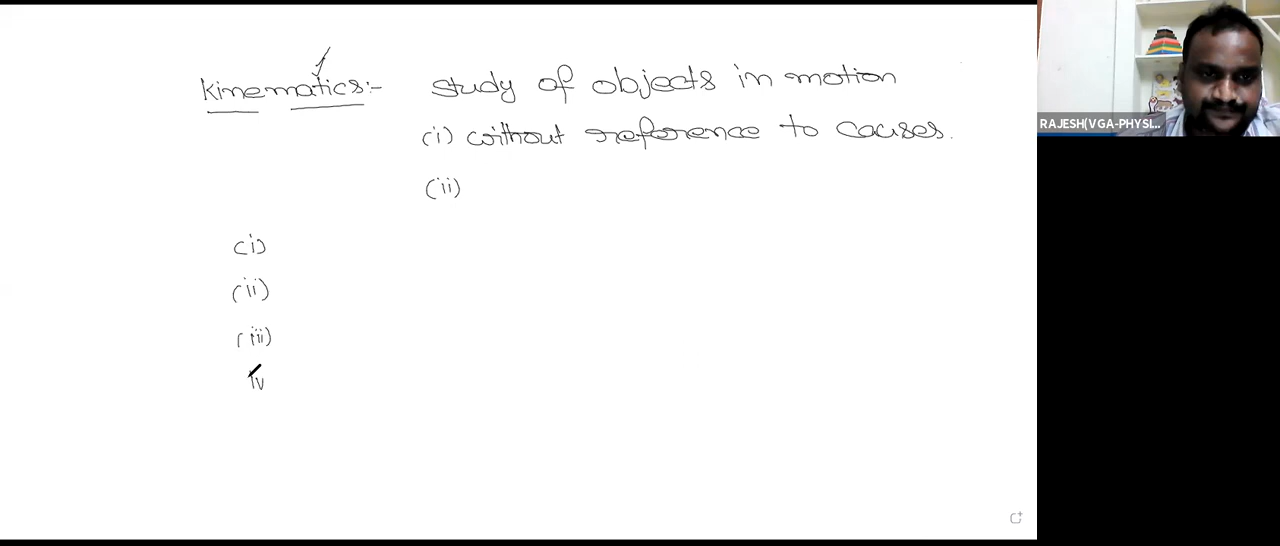 Kinematics:- Study of objects in motion
(i) without reference to causes.
(ii)
(i)
(ii)
(iii)
iv
RAJESH(VGA-PHYSI...